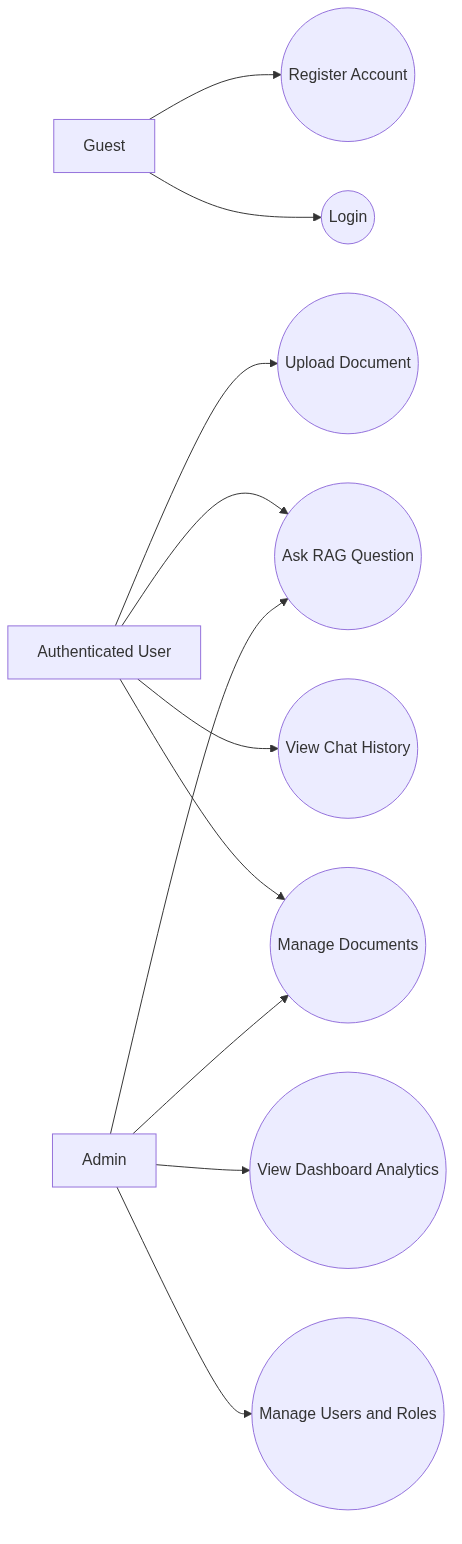 Register Account
Guest
Login
Upload Document
Ask RAG Question
Authenticated User
View Chat History
Manage Documents
Admin
View Dashboard Analytics
Manage Users and Roles